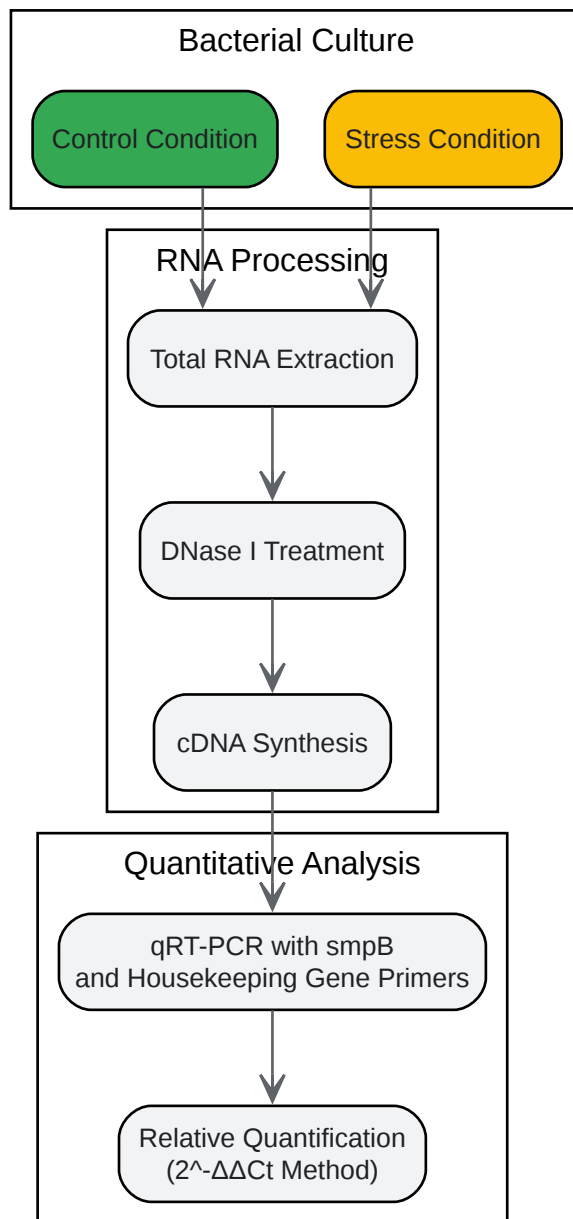 Bacterial Culture
Control Condition
Stress Condition
RNA Processing
Total RNA Extraction
DNase I Treatment
cDNA Synthesis
Quantitative Analysis
qRT-PCR with smpB
and Housekeeping Gene Primers
Relative Quantification
(2^-ΔΔCt Method)